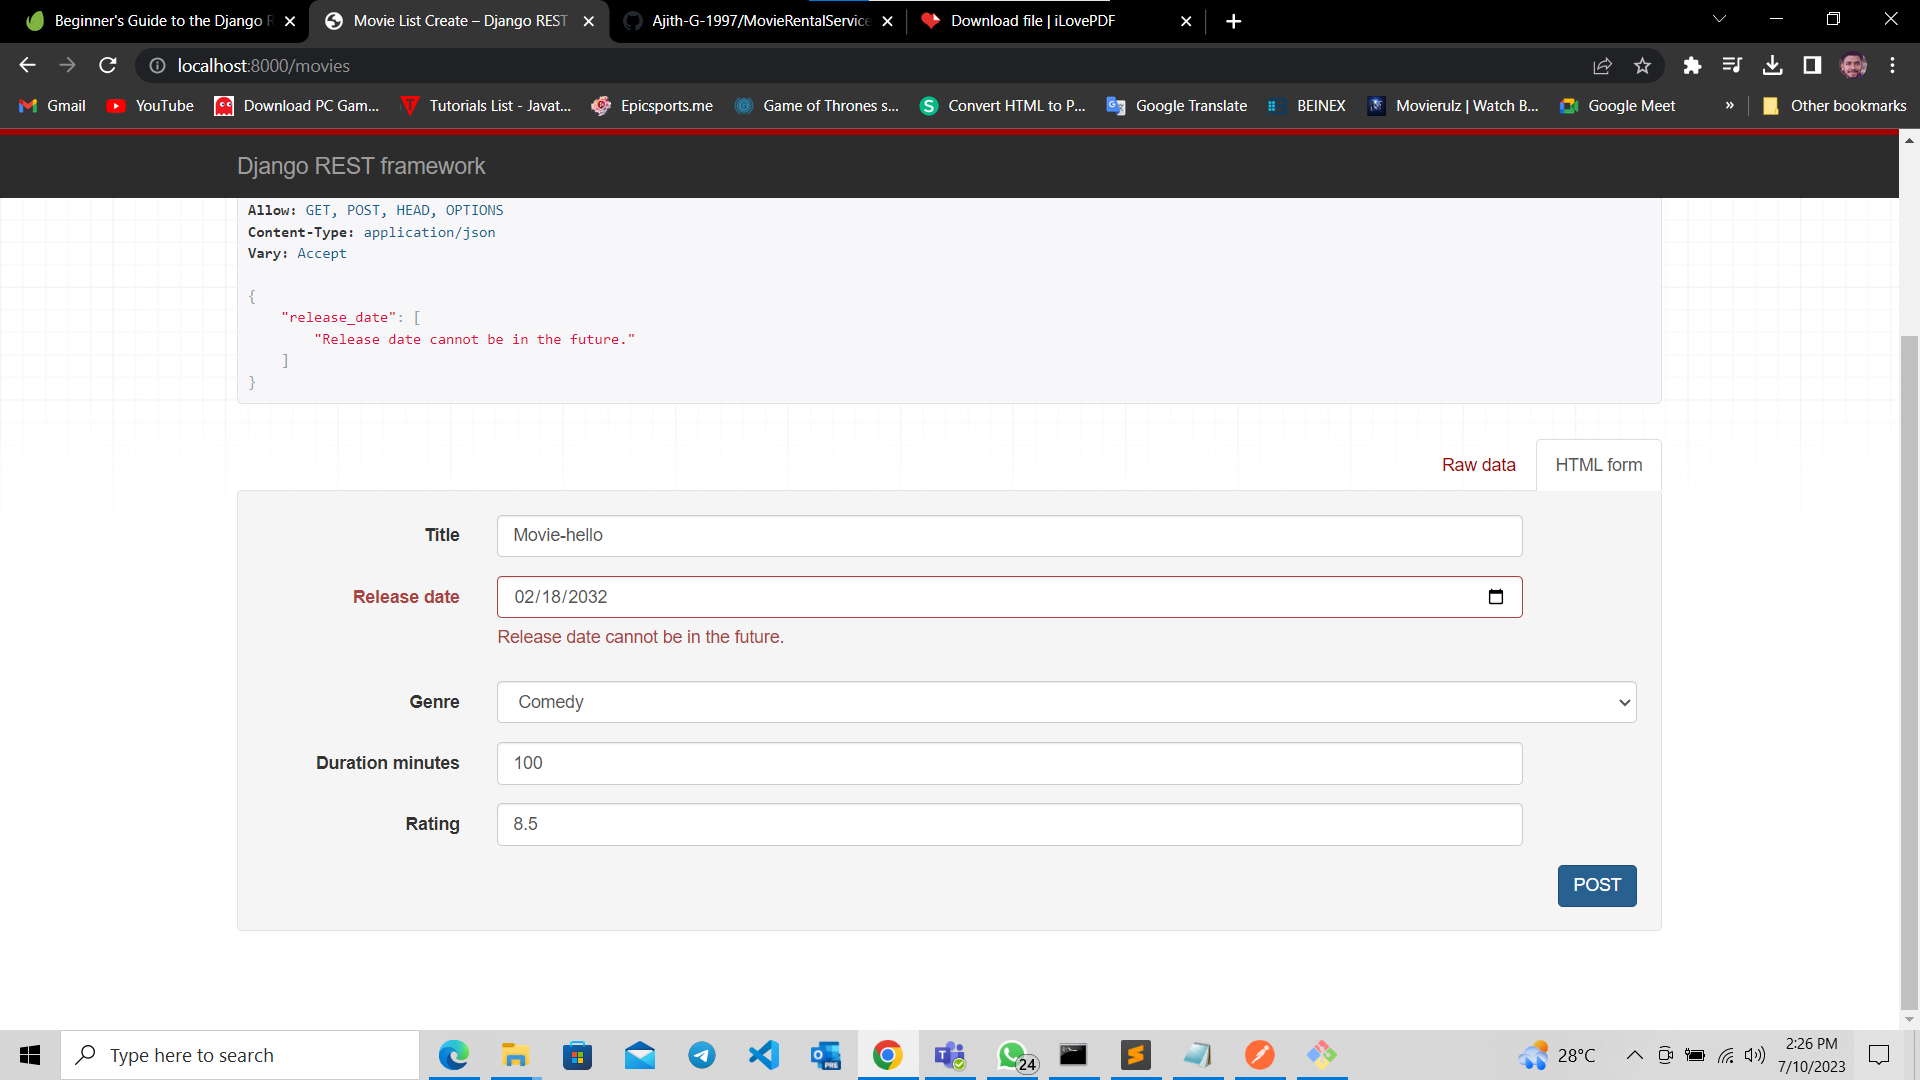 Beginner's Guide to the Django R
Movie List Create – Django REST
Ajith-G-1997/MovieRentalService
Download file | iLovePDF
localhost:8000/movies
Gmail
YouTube
Download PC Gam...
Tutorials List - Javat...
Epicsports.me
Game of Thrones s...
Convert HTML to P...
Google Translate
BEINEX
Movierulz | Watch B...
Google Meet
»
Other bookmarks
Django REST framework
Allow: GET, POST, HEAD, OPTIONS
Content-Type: application/json
Vary: Accept
{
"release_date": [
"Release date cannot be in the future."
]
}
Raw data
HTML form
Title
Movie-hello
Release date
02/18/2032
Release date cannot be in the future.
Genre
Comedy
Duration minutes
100
Rating
8.5
POST
Type here to search
24
28°C
2:26 PM
7/10/2023